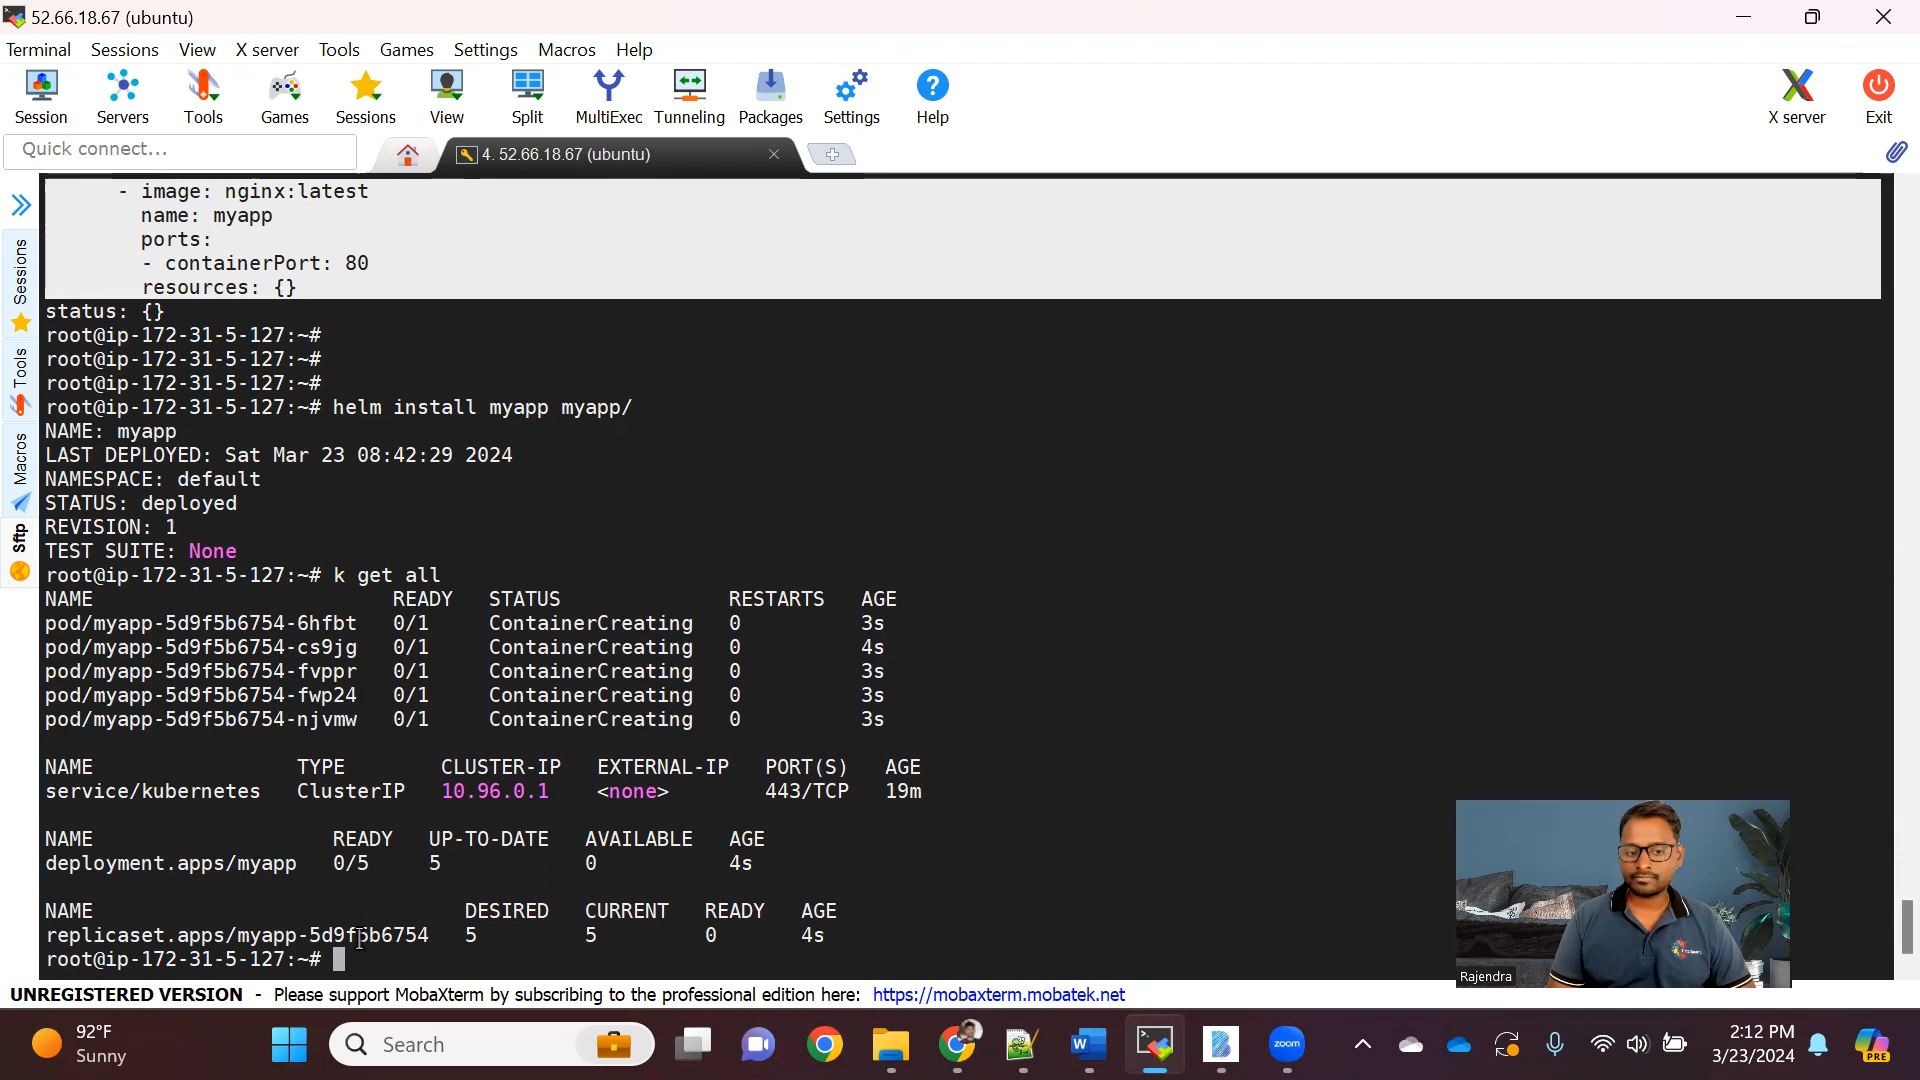 52.66.18.67 (ubuntu)
Terminal Sessions View X server Tools Games Settings Macros Help
Session Servers Tools Games Sessions View Split MultiExec Tunneling Packages Settings Help X server Exit
Quick connect...
4. 52.66.18.67 (ubuntu)
Sessions
Tools
Macros
Sftp
- image: nginx:latest
name: myapp
ports:
- containerPort: 80
resources: {}
status: {}
root@ip-172-31-5-127:~#
root@ip-172-31-5-127:~#
root@ip-172-31-5-127:~#
root@ip-172-31-5-127:~# helm install myapp myapp/
NAME: myapp
LAST DEPLOYED: Sat Mar 23 08:42:29 2024
NAMESPACE: default
STATUS: deployed
REVISION: 1
TEST SUITE: None
root@ip-172-31-5-127:~# k get all
NAME READY STATUS RESTARTS AGE
pod/myapp-5d9f5b6754-6hfbt 0/1 ContainerCreating 0 3s
pod/myapp-5d9f5b6754-cs9jg 0/1 ContainerCreating 0 4s
pod/myapp-5d9f5b6754-fvppr 0/1 ContainerCreating 0 3s
pod/myapp-5d9f5b6754-fwp24 0/1 ContainerCreating 0 3s
pod/myapp-5d9f5b6754-njvmw 0/1 ContainerCreating 0 3s
NAME TYPE CLUSTER-IP EXTERNAL-IP PORT(S) AGE
service/kubernetes ClusterIP 10.96.0.1 <none> 443/TCP 19m
NAME READY UP-TO-DATE AVAILABLE AGE
deployment.apps/myapp 0/5 5 0 4s
NAME DESIRED CURRENT READY AGE
replicaset.apps/myapp-5d9f5b6754 5 5 0 4s
root@ip-172-31-5-127:~#
Rajendra
UNREGISTERED VERSION - Please support MobaXterm by subscribing to the professional edition here: https://mobaxterm.mobatek.net
92°F
Sunny
Search
zoom
PRE
2:12 PM
3/23/2024